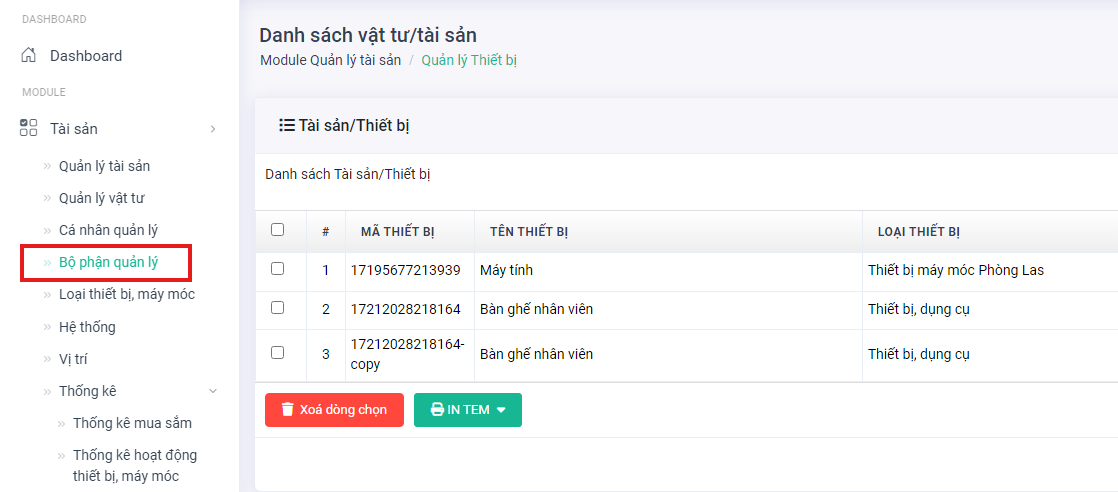 DASHBOARD
Dashboard
MODULE
Tài sản
Quản lý tài sản
Quản lý vật tư
Cá nhân quản lý
Bộ phận quản lý
Loại thiết bị, máy móc
Hệ thống
Vị trí
Thống kê
Thống kê mua sắm
Thống kê hoạt động
thiết bị, máy móc
Danh sách vật tư/tài sản
Module Quản lý tài sản / Quản lý Thiết bị
Tài sản/Thiết bị
Danh sách Tài sản/Thiết bị
# MÃ THIẾT BỊ TÊN THIẾT BỊ LOẠI THIẾT BỊ
1 17195677213939 Máy tính Thiết bị máy móc Phòng Las
2 17212028218164 Bàn ghế nhân viên Thiết bị, dụng cụ
3 17212028218164-copy Bàn ghế nhân viên Thiết bị, dụng cụ
Xoá dòng chọn IN TEM